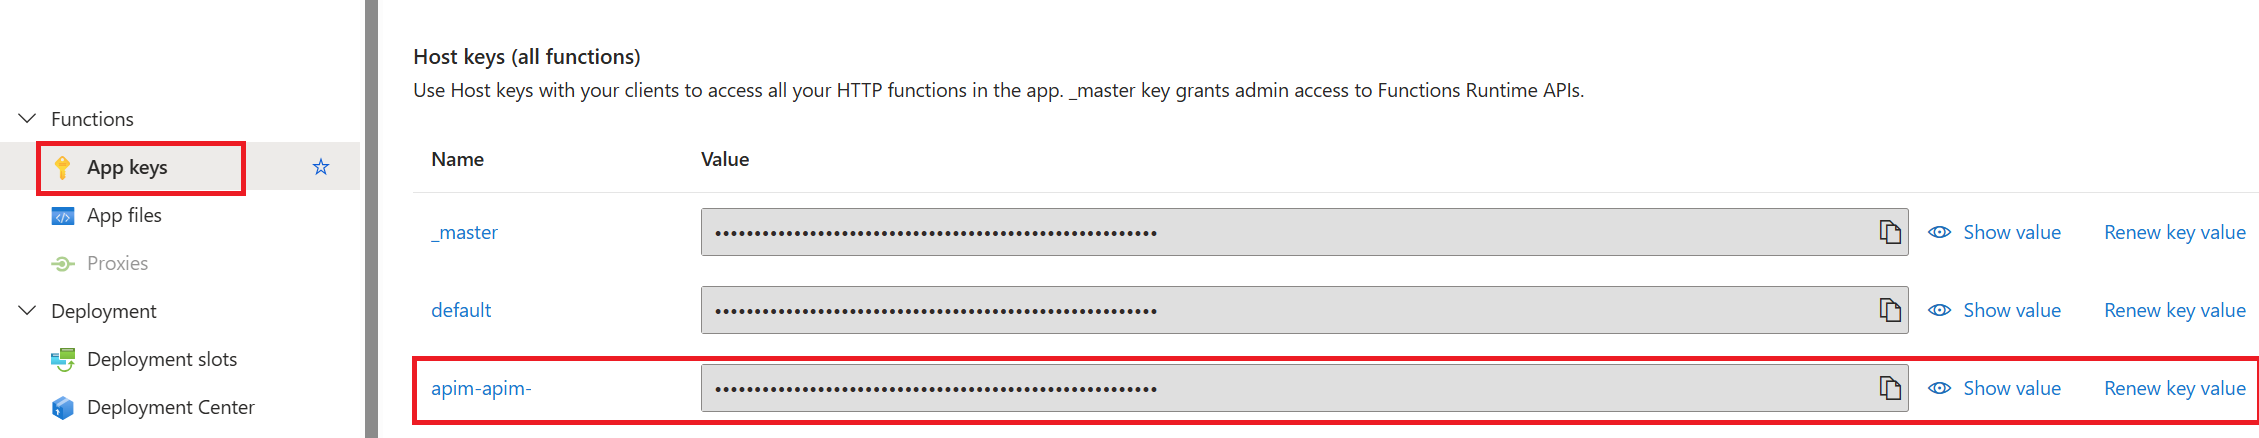 Functions
App keys
App files
Proxies
Deployment
Deployment slots
Deployment Center
Host keys (all functions)
Use Host keys with your clients to access all your HTTP functions in the app. _master key grants admin access to Functions Runtime APIs.
Name Value
_master •••••••••••••••••••••••••••••••••••••••••••••••••••••••• Show value Renew key value
default •••••••••••••••••••••••••••••••••••••••••••••••••••••••• Show value Renew key value
apim-apim- •••••••••••••••••••••••••••••••••••••••••••••••••••••••• Show value Renew key value